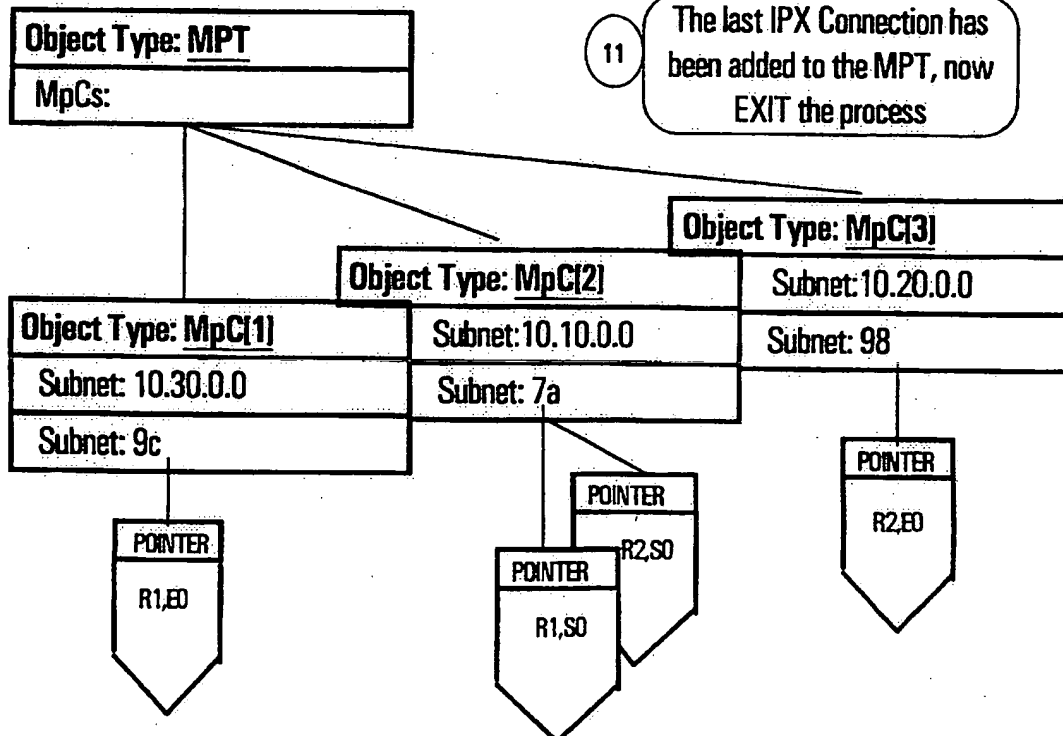 Object Type: MPT
MpCs:
11
The last IPX Connection has
been added to the MPT, now
EXIT the process
Object Type: MpC[3]
Subnet:10.20.0.0
Subnet: 98
Object Type: MpC[2]
Subnet:10.10.0.0
Subnet: 7a
Object Type: MpC[1]
Subnet: 10.30.0.0
Subnet: 9c
POINTER
R1,E0
POINTER
R1,S0
POINTER
R2,S0
POINTER
R2,E0